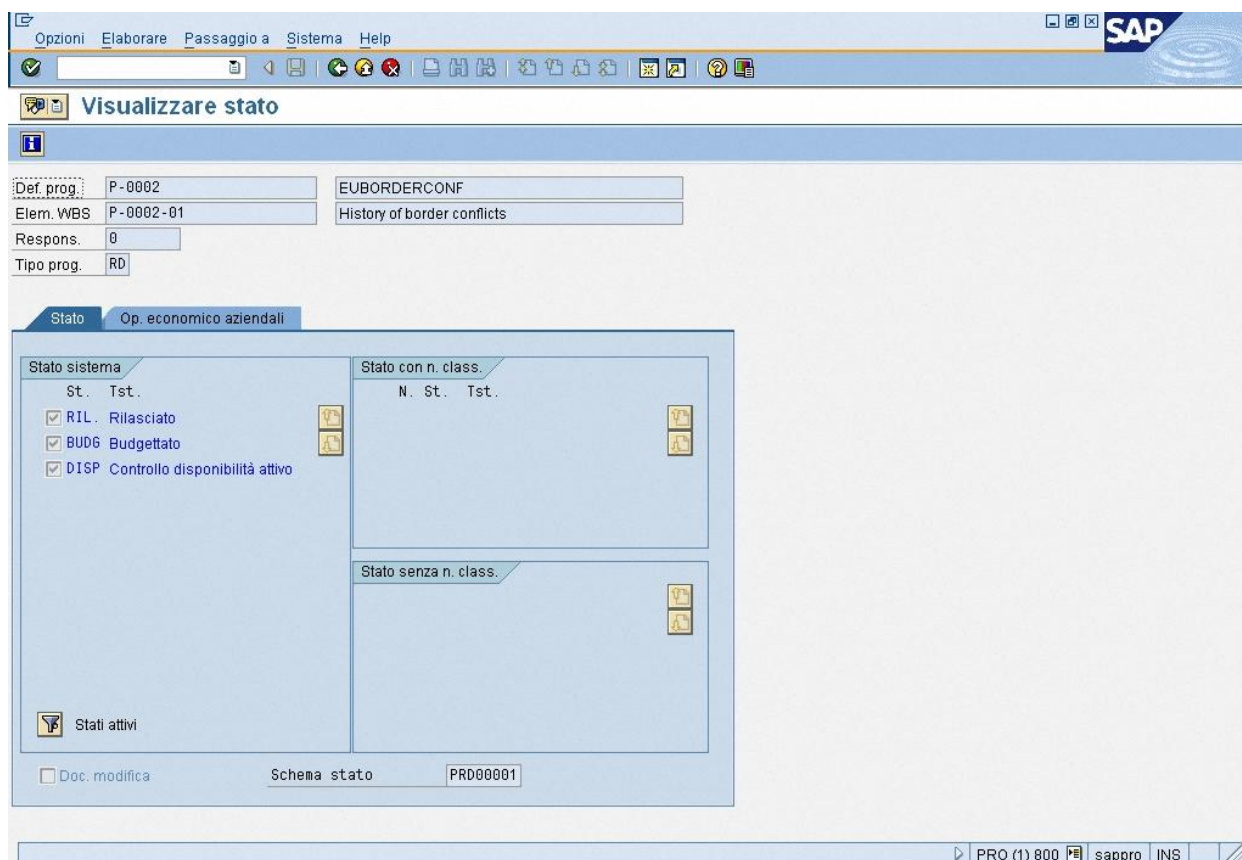 Opzioni Elaborare Passaggio a Sistema Help
SAP
Visualizzare stato
Def. prog. P-0002 EUBORDERCONF
Elem. WBS P-0002-01 History of border conflicts
Respons. 0
Tipo prog. RD
Stato Op. economico aziendali
Stato sistema Stato con n. class.
St. Tst. N. St. Tst.
RIL. Rilasciato
BUDG Budgettato
DISP Controllo disponibilità attivo
Stato senza n. class.
Stati attivi
Doc. modifica Schema stato PRD00001
PRO (1) 800 sappro INS